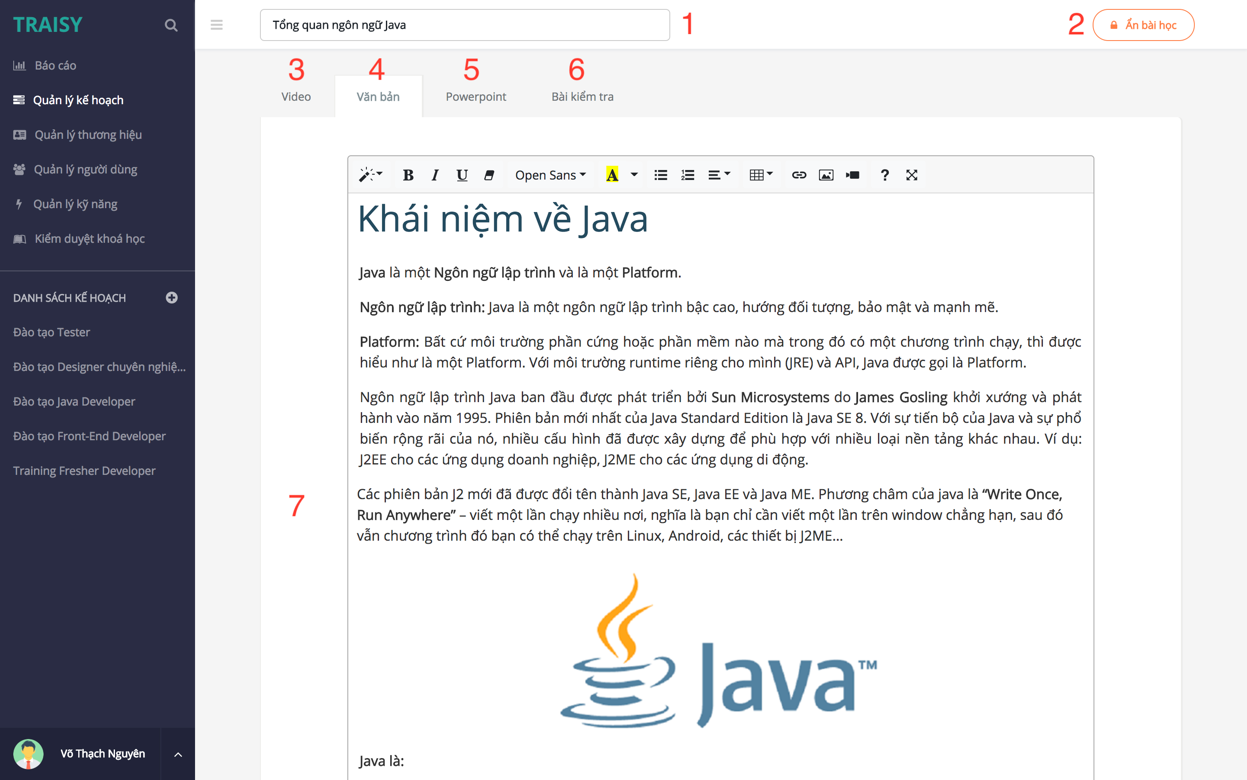 TRAISY
Báo cáo
Quản lý kế hoạch
Quản lý thương hiệu
Quản lý người dùng
Quản lý kỹ năng
Kiểm duyệt khoá học
DANH SÁCH KẾ HOẠCH
Đào tạo Tester
Đào tạo Designer chuyên nghiệ...
Đào tạo Java Developer
Đào tạo Front-End Developer
Training Fresher Developer
Võ Thạch Nguyên
Tổng quan ngôn ngữ Java 1
2 Ẩn bài học
3 4 5 6
Video Văn bản Powerpoint Bài kiểm tra
B I U Open Sans A ?
Khái niệm về Java
Java là một Ngôn ngữ lập trình và là một Platform.
Ngôn ngữ lập trình: Java là một ngôn ngữ lập trình bậc cao, hướng đối tượng, bảo mật và mạnh mẽ.
Platform: Bất cứ môi trường phần cứng hoặc phần mềm nào mà trong đó có một chương trình chạy, thì được
hiểu như là một Platform. Với môi trường runtime riêng cho mình (JRE) và API, Java được gọi là Platform.
Ngôn ngữ lập trình Java ban đầu được phát triển bởi Sun Microsystems do James Gosling khởi xướng và phát
hành vào năm 1995. Phiên bản mới nhất của Java Standard Edition là Java SE 8. Với sự tiến bộ của Java và sự phổ
biến rộng rãi của nó, nhiều cấu hình đã được xây dựng để phù hợp với nhiều loại nền tảng khác nhau. Ví dụ:
J2EE cho các ứng dụng doanh nghiệp, J2ME cho các ứng dụng di động.
7
Các phiên bản J2 mới đã được đổi tên thành Java SE, Java EE và Java ME. Phương châm của java là “Write Once,
Run Anywhere” – viết một lần chạy nhiều nơi, nghĩa là bạn chỉ cần viết một lần trên window chẳng hạn, sau đó
vẫn chương trình đó bạn có thể chạy trên Linux, Android, các thiết bị J2ME...
Java™
Java là: